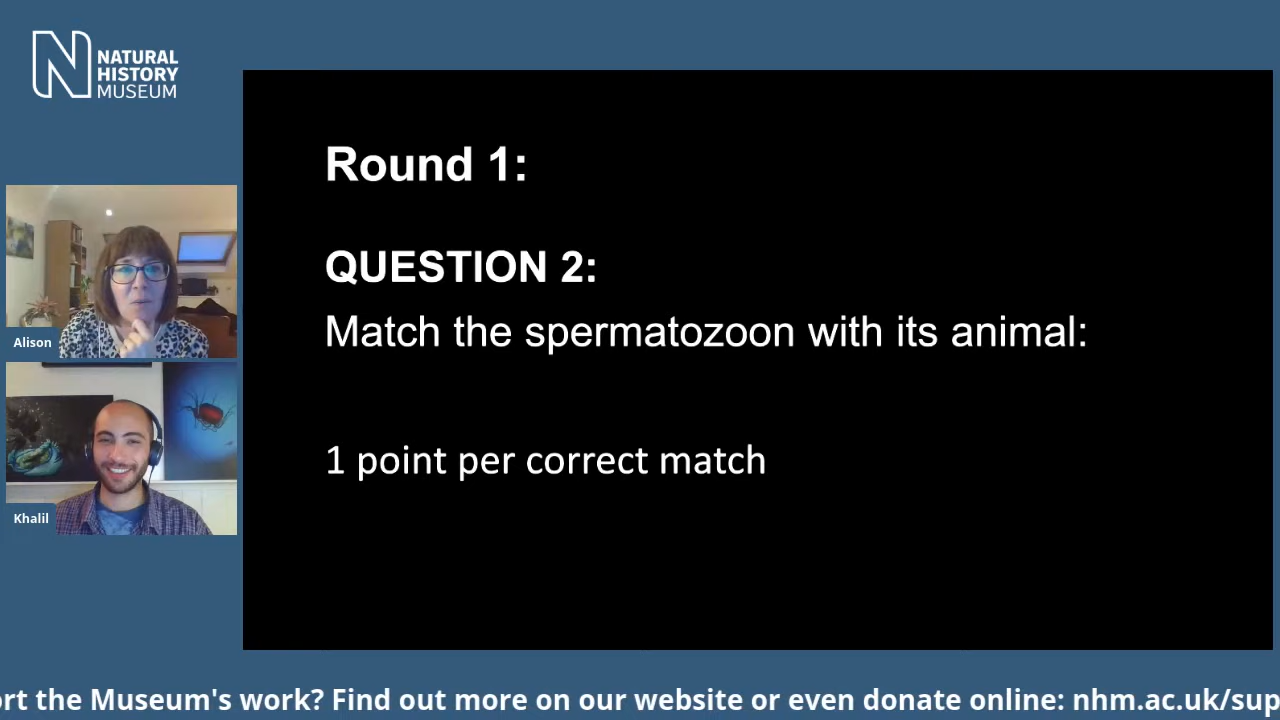 NATURAL
HISTORY
MUSEUM
Round 1:
QUESTION 2:
Match the spermatozoon with its animal:
1 point per correct match
Alison
Khalil
ort the Museum's work? Find out more on our website or even donate online: nhm.ac.uk/sup